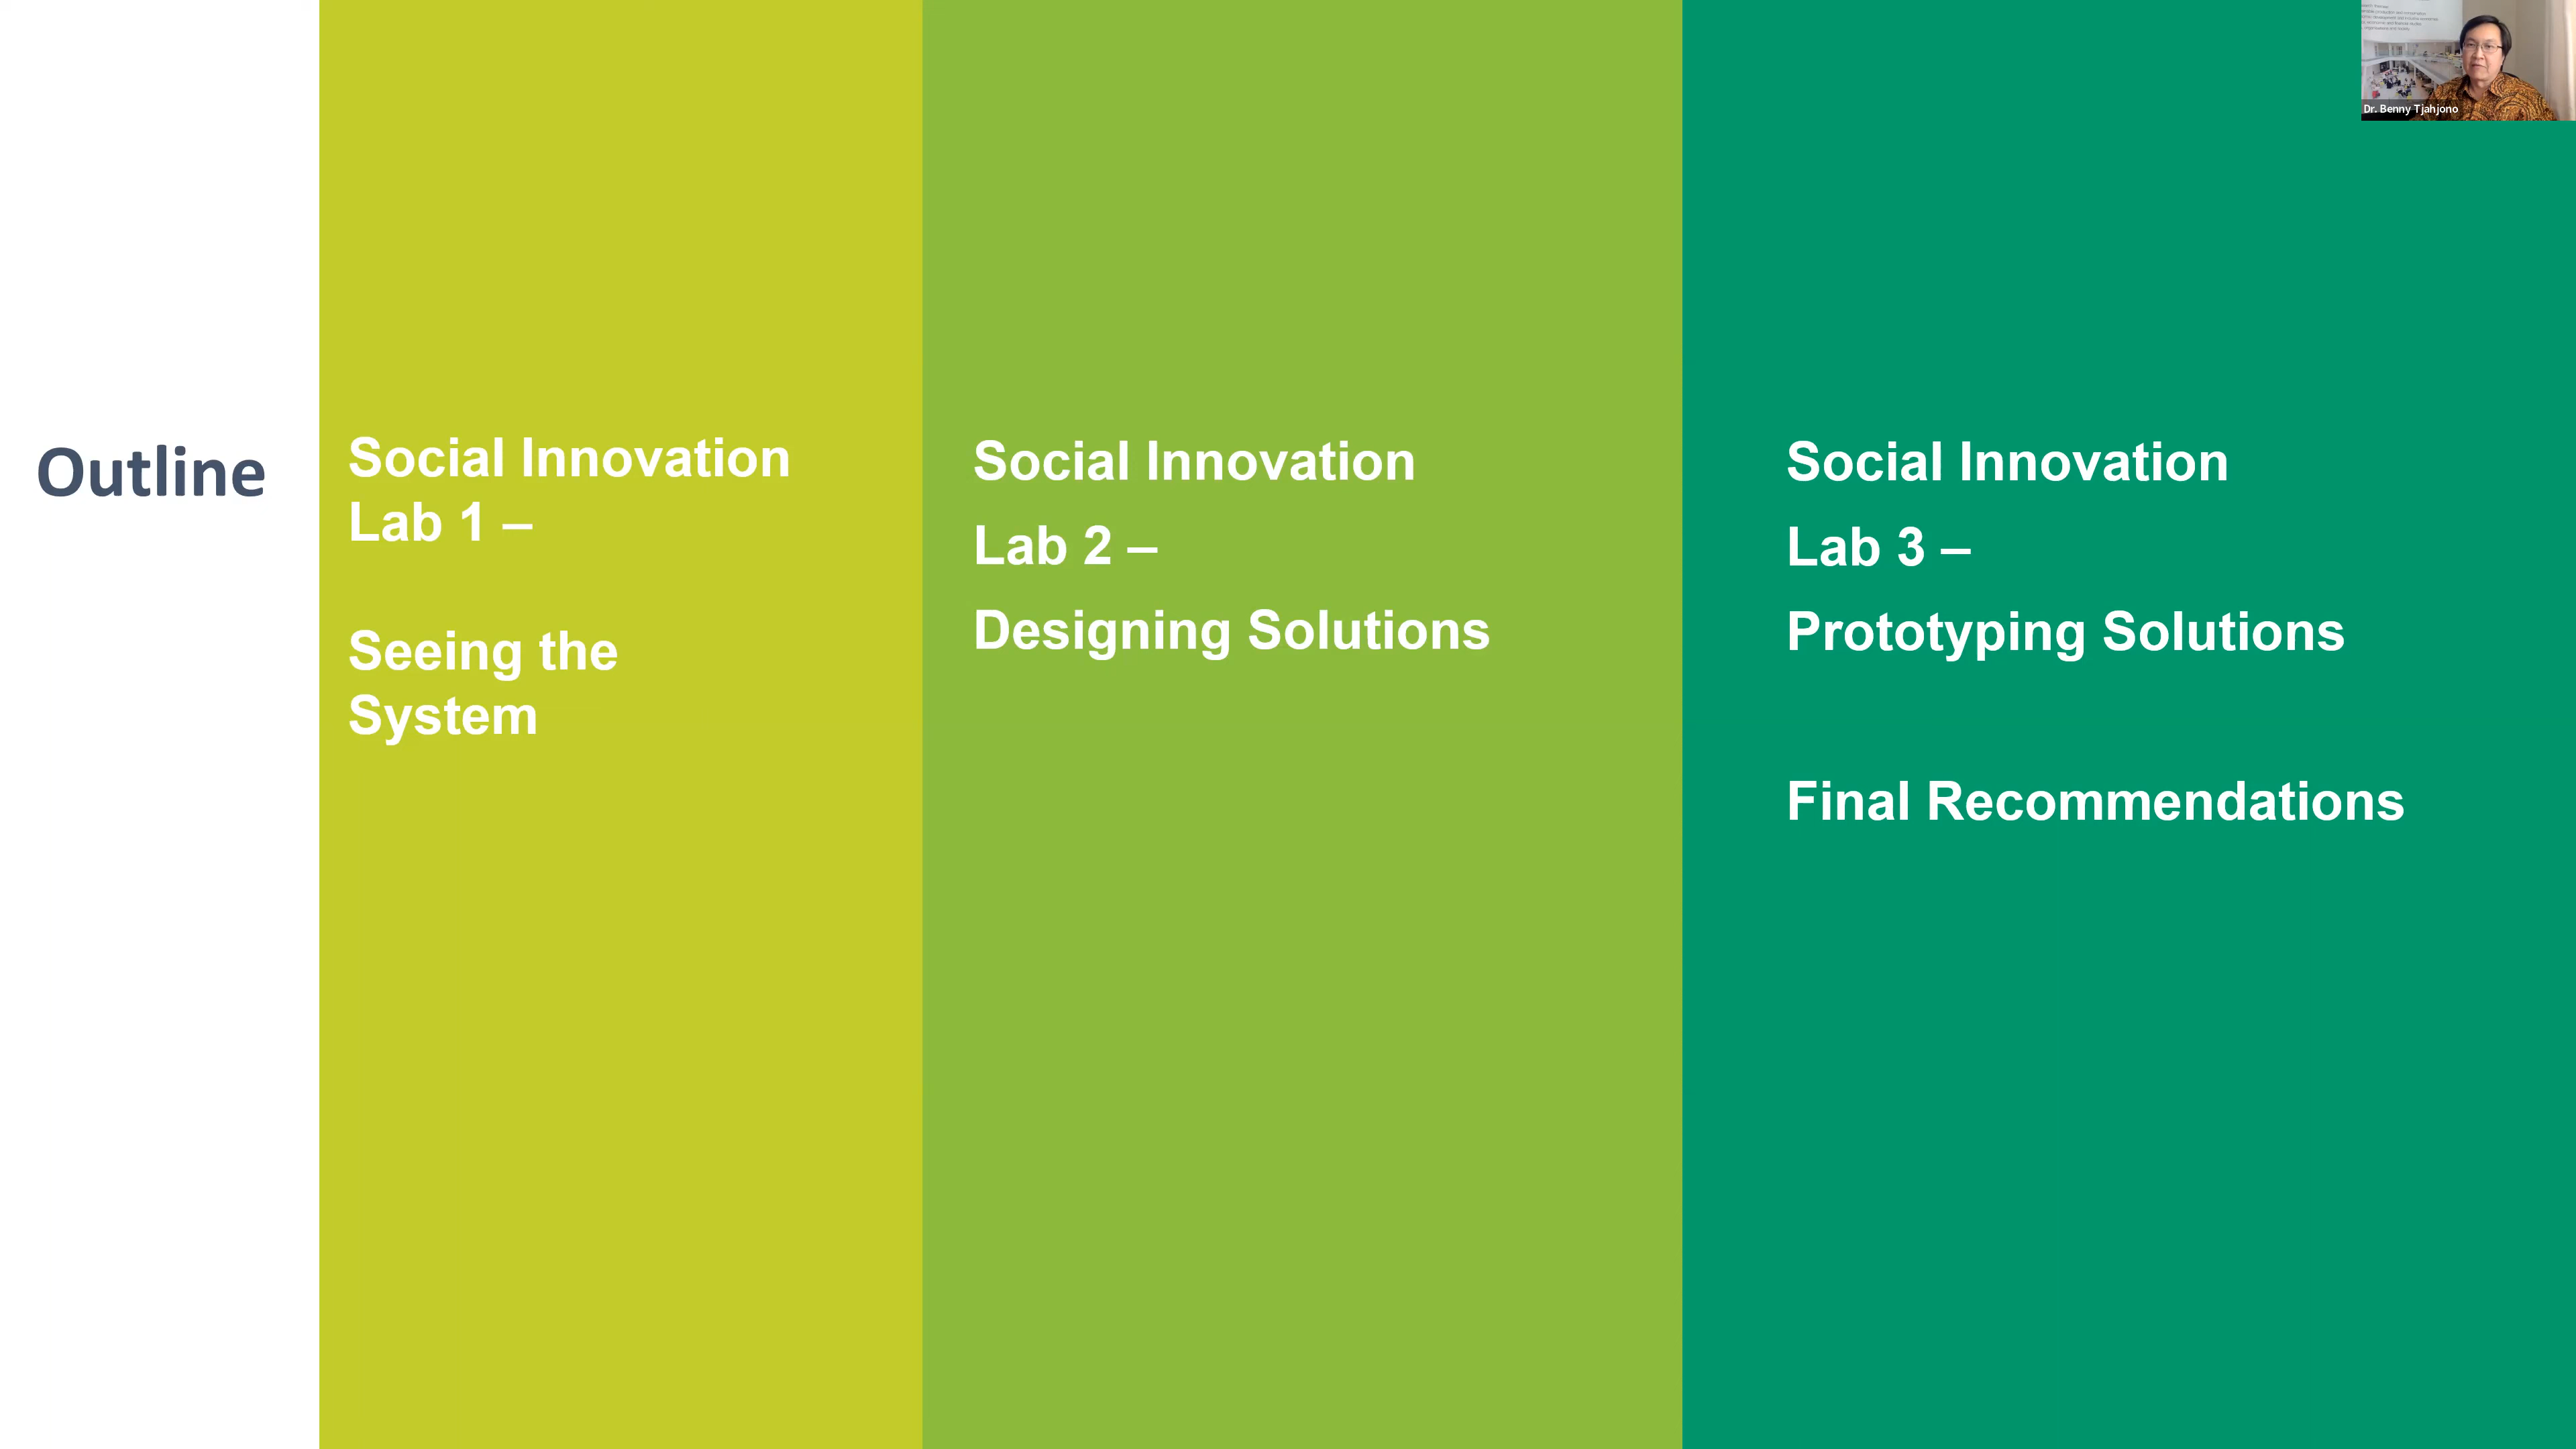 Outline
Social Innovation
Lab 1 –
Seeing the
System
Social Innovation
Lab 2 –
Designing Solutions
Social Innovation
Lab 3 –
Prototyping Solutions
Final Recommendations
Dr. Benny Tjahjono